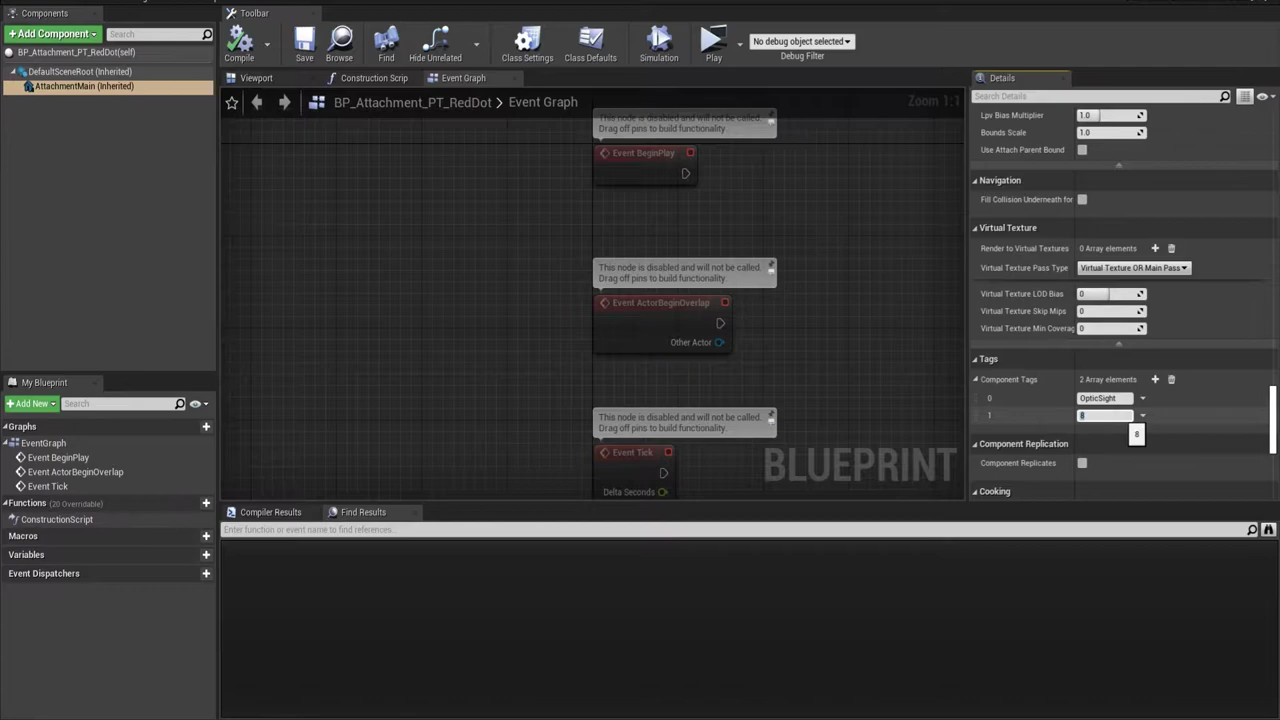 Components
Toolbar
+Add Component
Search
BP_Attachment_PT_RedDot(self)
DefaultSceneRoot (Inherited)
AttachmentMain (Inherited)
Compile
Save
Browse
Find
Hide Unrelated
Class Settings
Class Defaults
Simulation
Play
No debug object selected
Debug Filter
Viewport
Construction Scrip
Event Graph
BP_Attachment_PT_RedDot > Event Graph
Zoom 1:1
This node is disabled and will not be called.
Drag off pins to build functionality.
Event BeginPlay
This node is disabled and will not be called.
Drag off pins to build functionality.
Event ActorBeginOverlap
Other Actor
This node is disabled and will not be called.
Drag off pins to build functionality.
Event Tick
Delta Seconds
BLUEPRINT
Details
Search Details
Lpv Bias Multiplier
1.0
Bounds Scale
1.0
Use Attach Parent Bound
Navigation
Fill Collision Underneath for
Virtual Texture
Render to Virtual Textures
0 Array elements
Virtual Texture Pass Type
Virtual Texture OR Main Pass
Virtual Texture LOD Bias
0
Virtual Texture Skip Mips
0
Virtual Texture Min Coverag
0
Tags
Component Tags
2 Array elements
0
OpticSight
1
8
8
Component Replication
Component Replicates
Cooking
My Blueprint
+Add New
Search
Graphs
EventGraph
Event BeginPlay
Event ActorBeginOverlap
Event Tick
Functions (20 Overridable)
ConstructionScript
Macros
Variables
Event Dispatchers
Compiler Results
Find Results
Enter function or event name to find references...